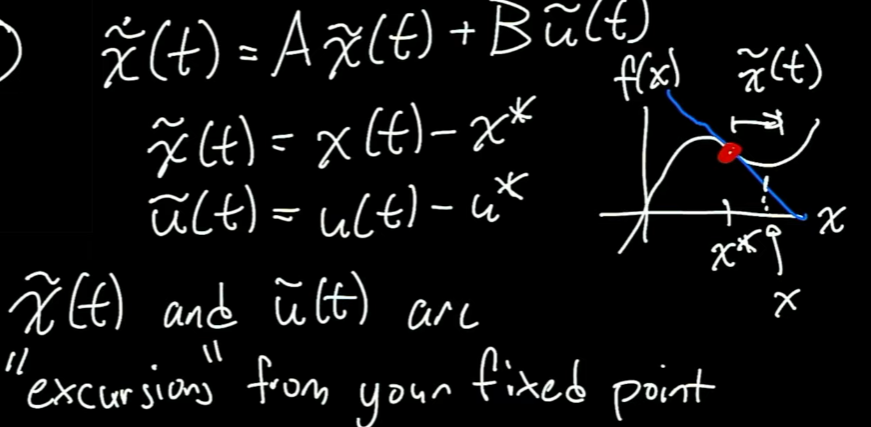 ) ẋ̃(t) = A x̃(t) + B ũ(t)
x̃(t) = x(t) - x*
ũ(t) = u(t) - u*
f(x) x̃(t)
x
x*
x
x̃(t) and ũ(t) are
"excursions" from your fixed point